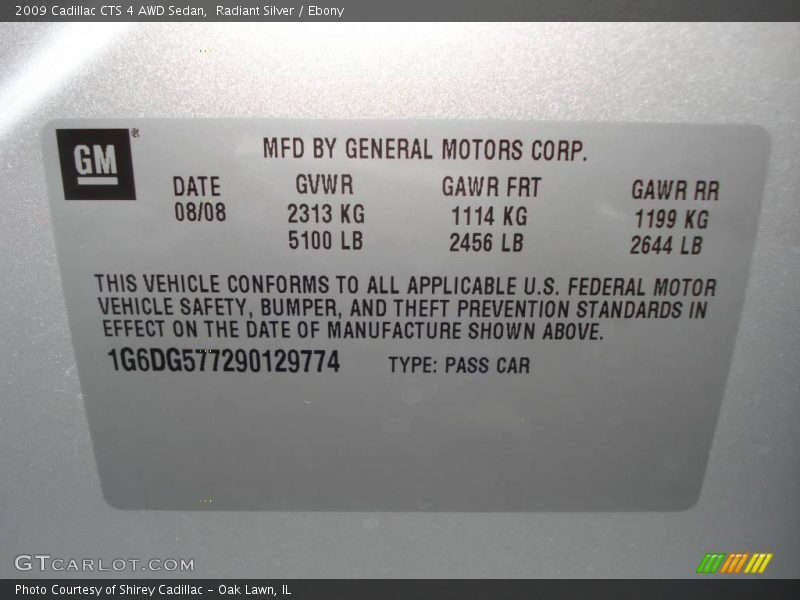 2009 Cadillac CTS 4 AWD Sedan,  Radiant Silver / Ebony
GM®
MFD BY GENERAL MOTORS CORP.
DATE GVWR GAWR FRT GAWR RR
08/08 2313 KG 1114 KG 1199 KG
5100 LB 2456 LB 2644 LB
THIS VEHICLE CONFORMS TO ALL APPLICABLE U.S. FEDERAL MOTOR
VEHICLE SAFETY, BUMPER, AND THEFT PREVENTION STANDARDS IN
EFFECT ON THE DATE OF MANUFACTURE SHOWN ABOVE.
1G6DG577290129774 TYPE: PASS CAR
GTCARLOT.COM
Photo Courtesy of Shirey Cadillac - Oak Lawn, IL